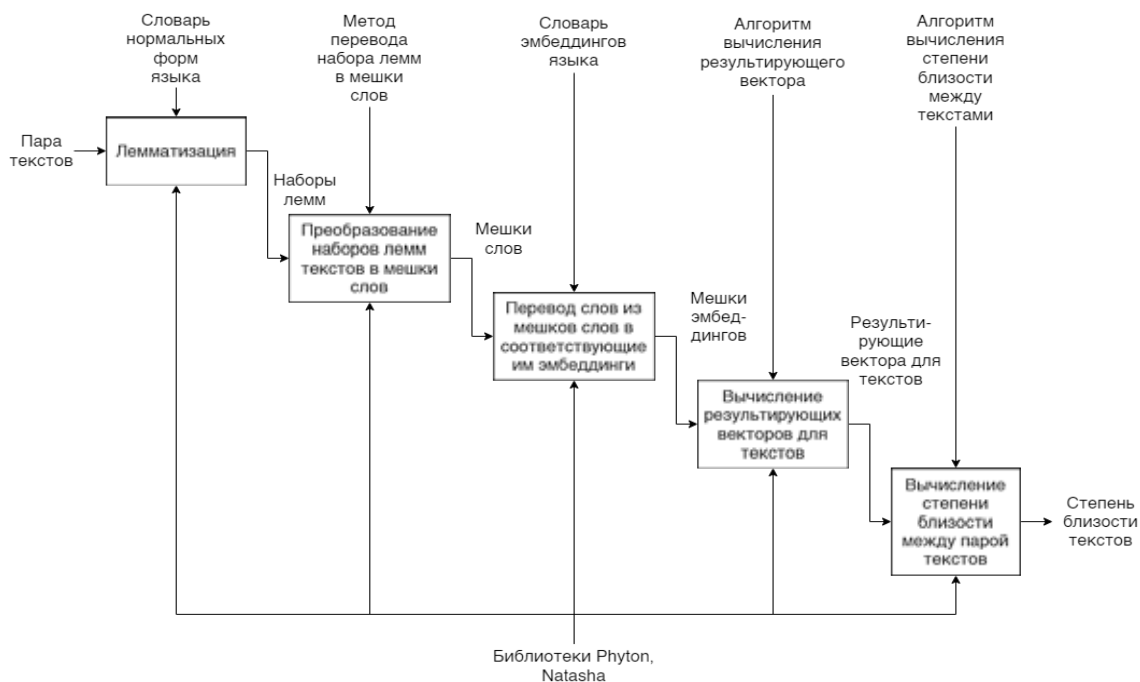 Словарь
нормальных
форм
языка
Метод
перевода
набора лемм
в мешки
слов
Словарь
эмбеддингов
языка
Алгоритм
вычисления
результирующего
вектора
Алгоритм
вычисления
степени
близости
между
текстами
Пара
текстов
Лемматизация
Наборы
лемм
Преобразование
наборов лемм
текстов в мешки
слов
Мешки
слов
Перевод слов из
мешков слов в
соответствующие
им эмбеддинги
Мешки
эмбед-
дингов
Вычисление
результирующих
векторов для
текстов
Результи-
рующие
вектора для
текстов
Вычисление
степени
близости
между парой
текстов
Степень
близости
текстов
Библиотеки Phyton,
Natasha